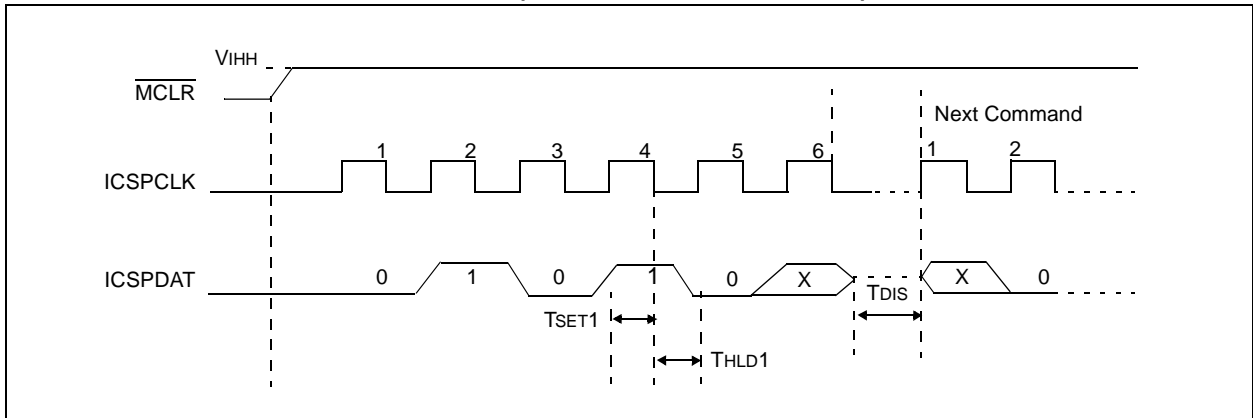 VIHH
MCLR
Next Command
1 2 3 4 5 6 1 2
ICSPCLK
ICSPDAT
0 1 0 1 0 X X 0
TDIS
TSET1
THLD1